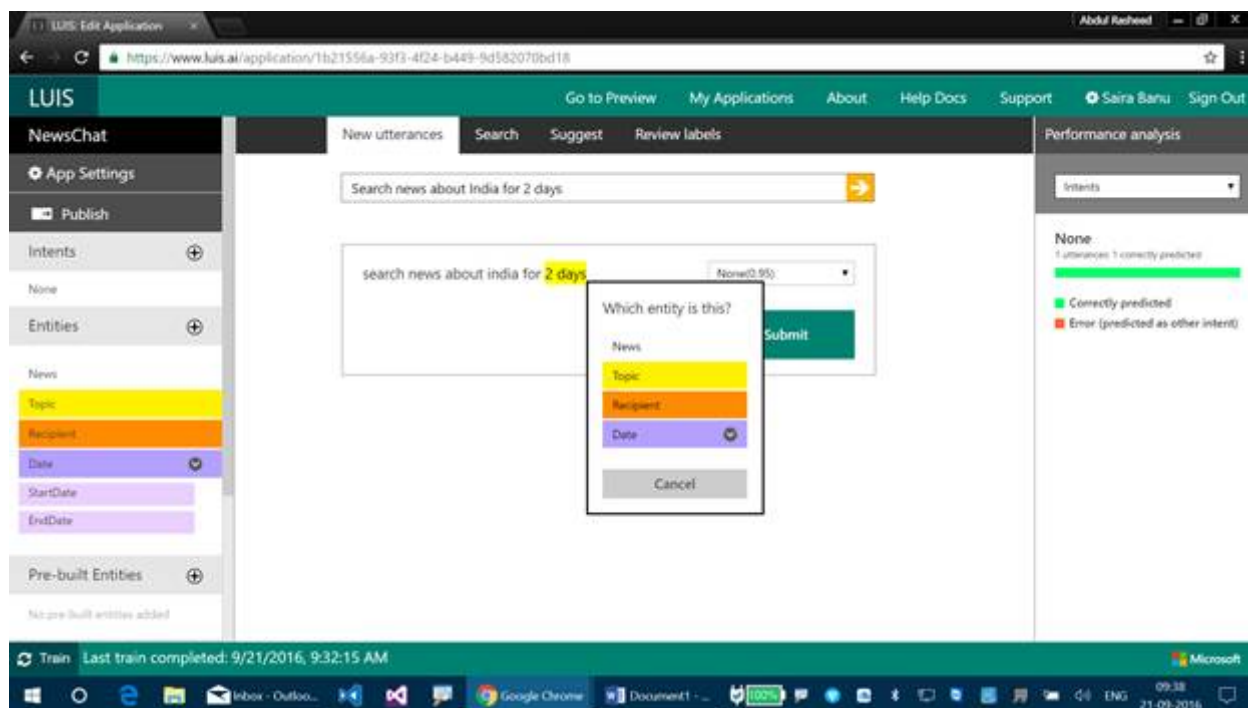 LUIS: Edit Application
Abdul Rasheed
https://www.luis.ai/application/1b21556a-93f3-4f24-b449-9d582070bd18
LUIS
Go to Preview My Applications About Help Docs Support Saira Banu Sign Out
NewsChat
New utterances Search Suggest Review labels
Performance analysis
App Settings
Search news about India for 2 days
Intents
Publish
Intents
None
1 utterances 1 correctly predicted
search news about india for 2 days
None(0.95)
None
Which entity is this?
Correctly predicted
Entities
Error (predicted as other intent)
Submit
News
News
Topic
Topic
Recipient
Recipient
Date
Date
StartDate
Cancel
EndDate
Pre-built Entities
No pre-built entities added
Train Last train completed: 9/21/2016, 9:32:15 AM
Microsoft
Inbox - Outloo... Google Chrome Document1 - ... 100% ENG 09:38
21-09-2016